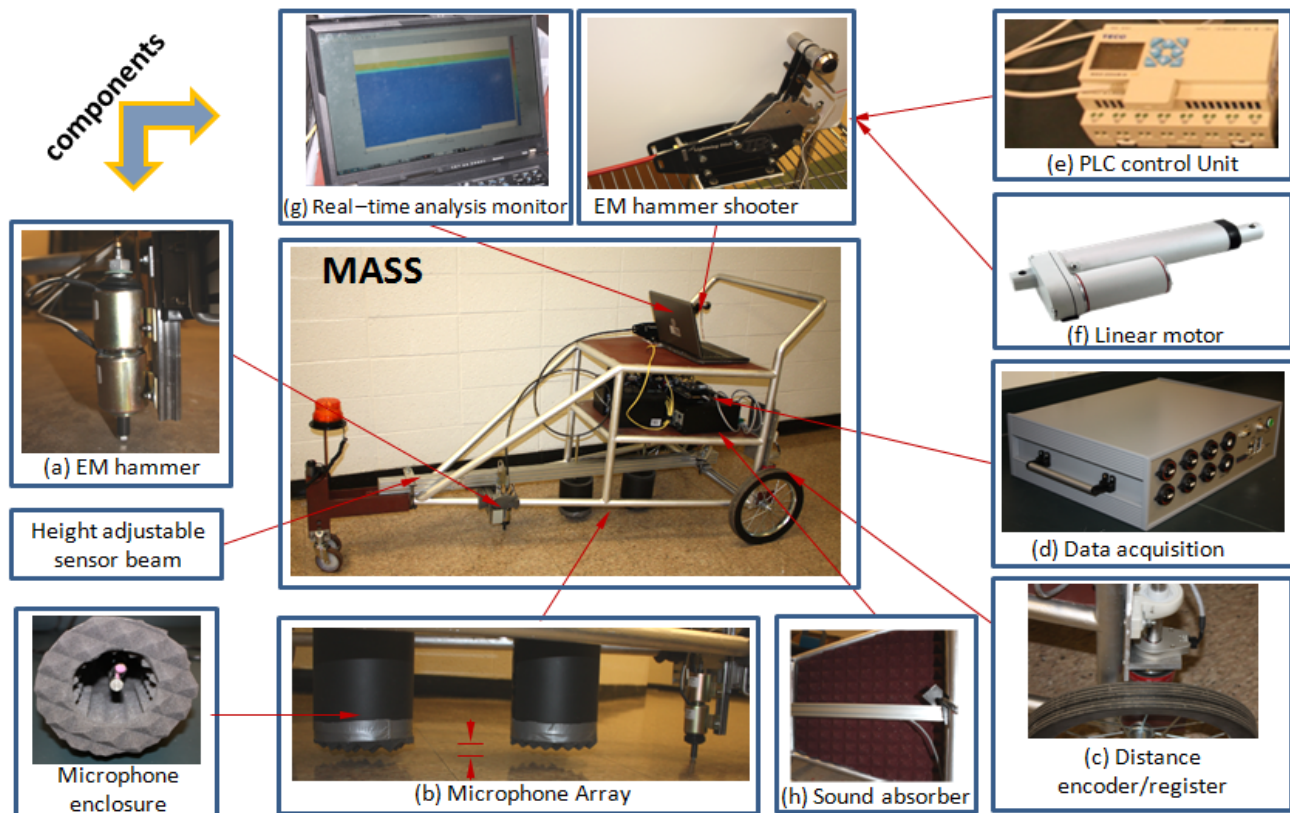 components
(g) Real–time analysis monitor
EM hammer shooter
TECO
(e) PLC control Unit
(f) Linear motor
MASS
(a) EM hammer
Height adjustable
sensor beam
(d) Data acquisition
Microphone
enclosure
(b) Microphone Array
(h) Sound absorber
(c) Distance
encoder/register